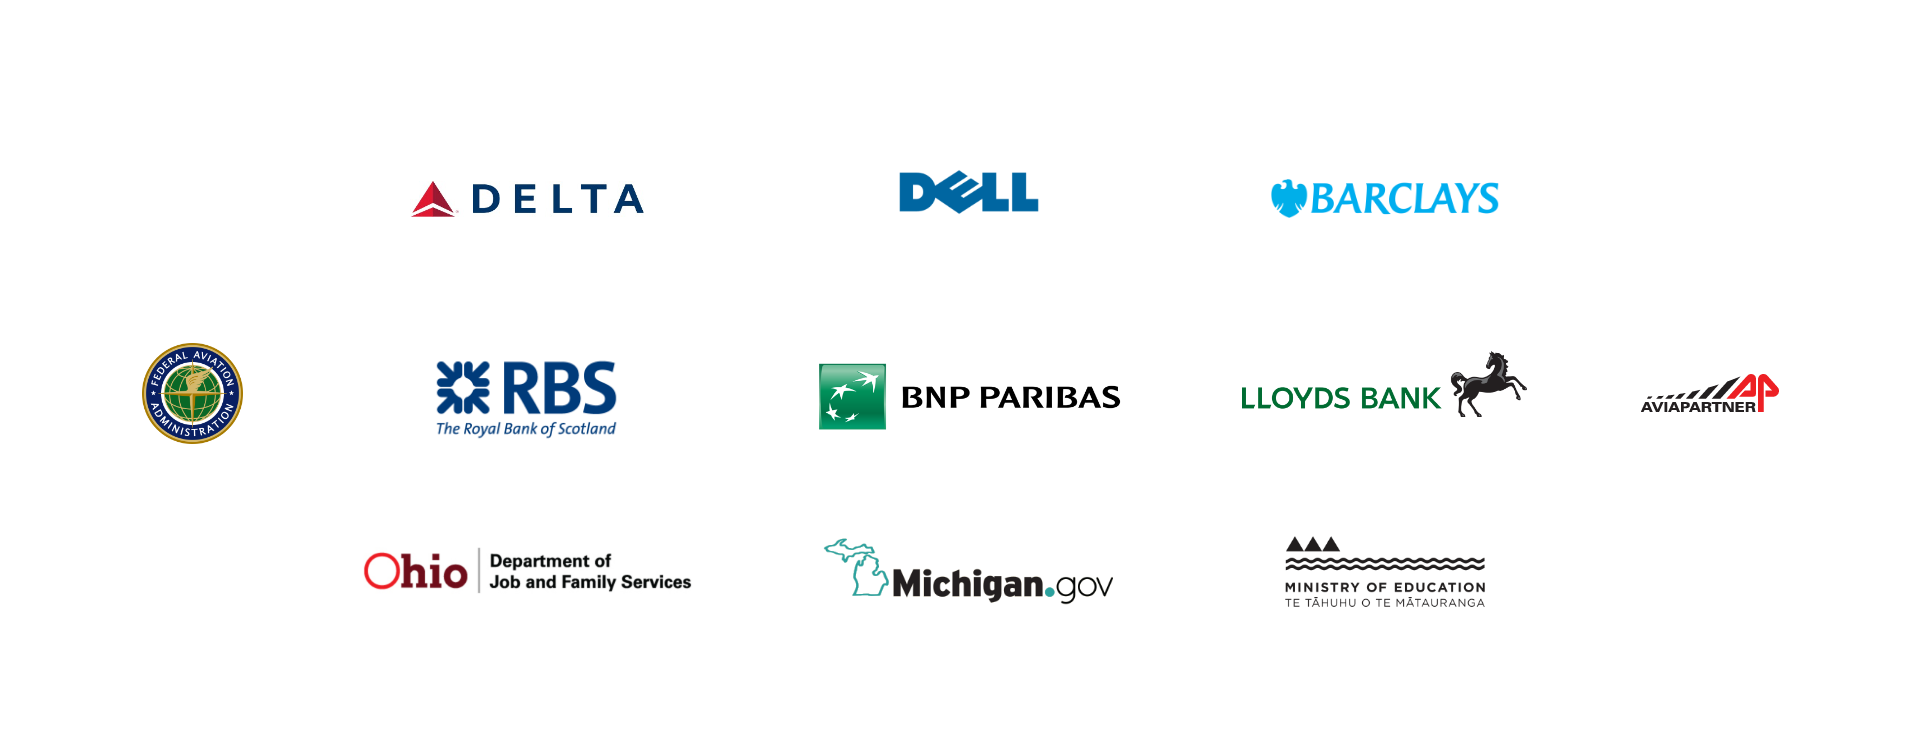 DELTA
DELL
BARCLAYS
FEDERAL AVIATION
ADMINISTRATION
RBS
The Royal Bank of Scotland
BNP PARIBAS
LLOYDS BANK
AP
AVIAPARTNER
Ohio
Department of
Job and Family Services
Michigan.gov
MINISTRY OF EDUCATION
TE TĀHUHU O TE MĀTAURANGA